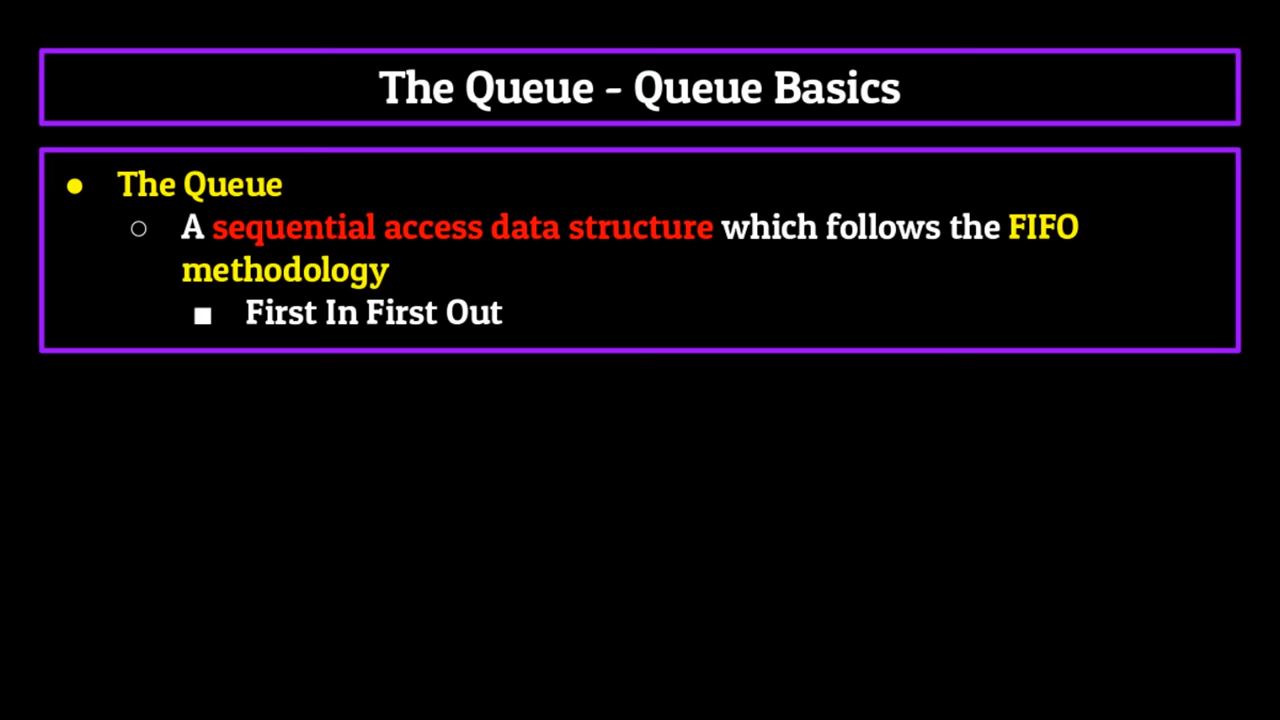 The Queue - Queue Basics
● The Queue
○ A sequential access data structure which follows the FIFO
methodology
■ First In First Out